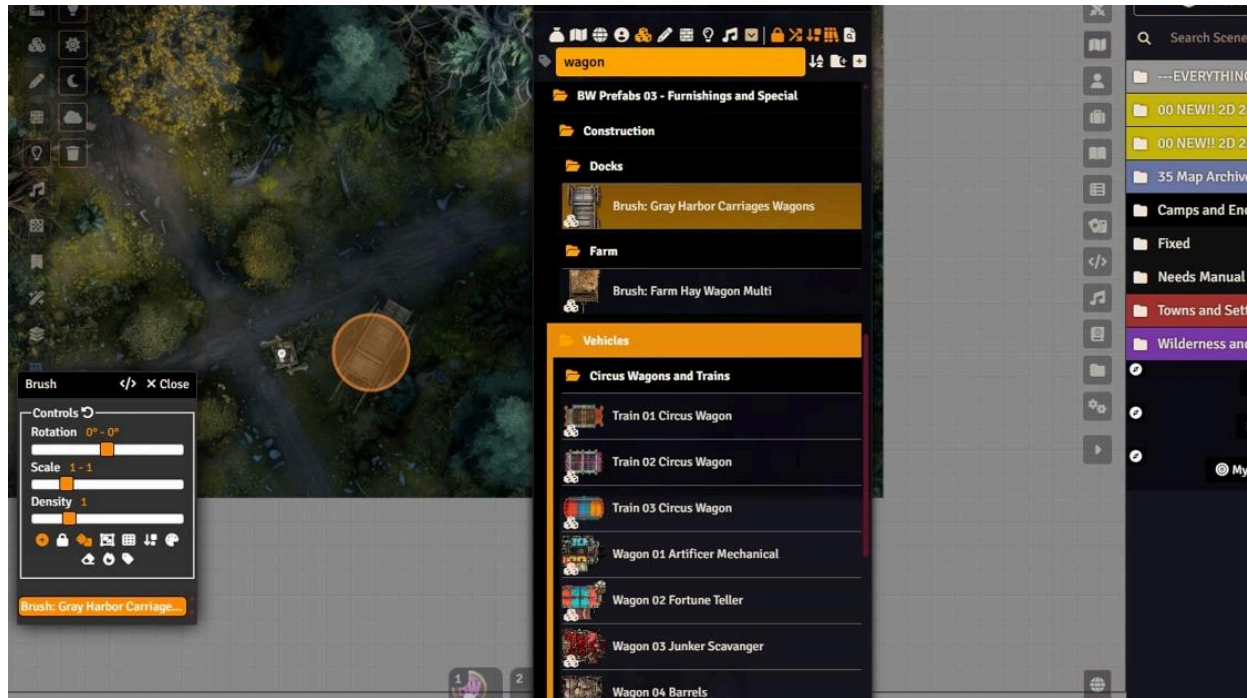 wagon
BW Prefabs 03 - Furnishings and Special
Construction
Docks
Brush: Gray Harbor Carriages Wagons
Farm
Brush: Farm Hay Wagon Multi
Vehicles
Circus Wagons and Trains
Train 01 Circus Wagon
Train 02 Circus Wagon
Train 03 Circus Wagon
Wagon 01 Artificer Mechanical
Wagon 02 Fortune Teller
Wagon 03 Junker Scavanger
Wagon 04 Barrels
Brush
</> Close
Controls
Rotation 0° - 0°
Scale 1 - 1
Density 1
Brush: Gray Harbor Carriage...
1
2
Search Scene
---EVERYTHING
00 NEW!! 2D 2
00 NEW!! 2D 2
35 Map Archive
Camps and En
Fixed
Needs Manual
Towns and Set
Wilderness and
My